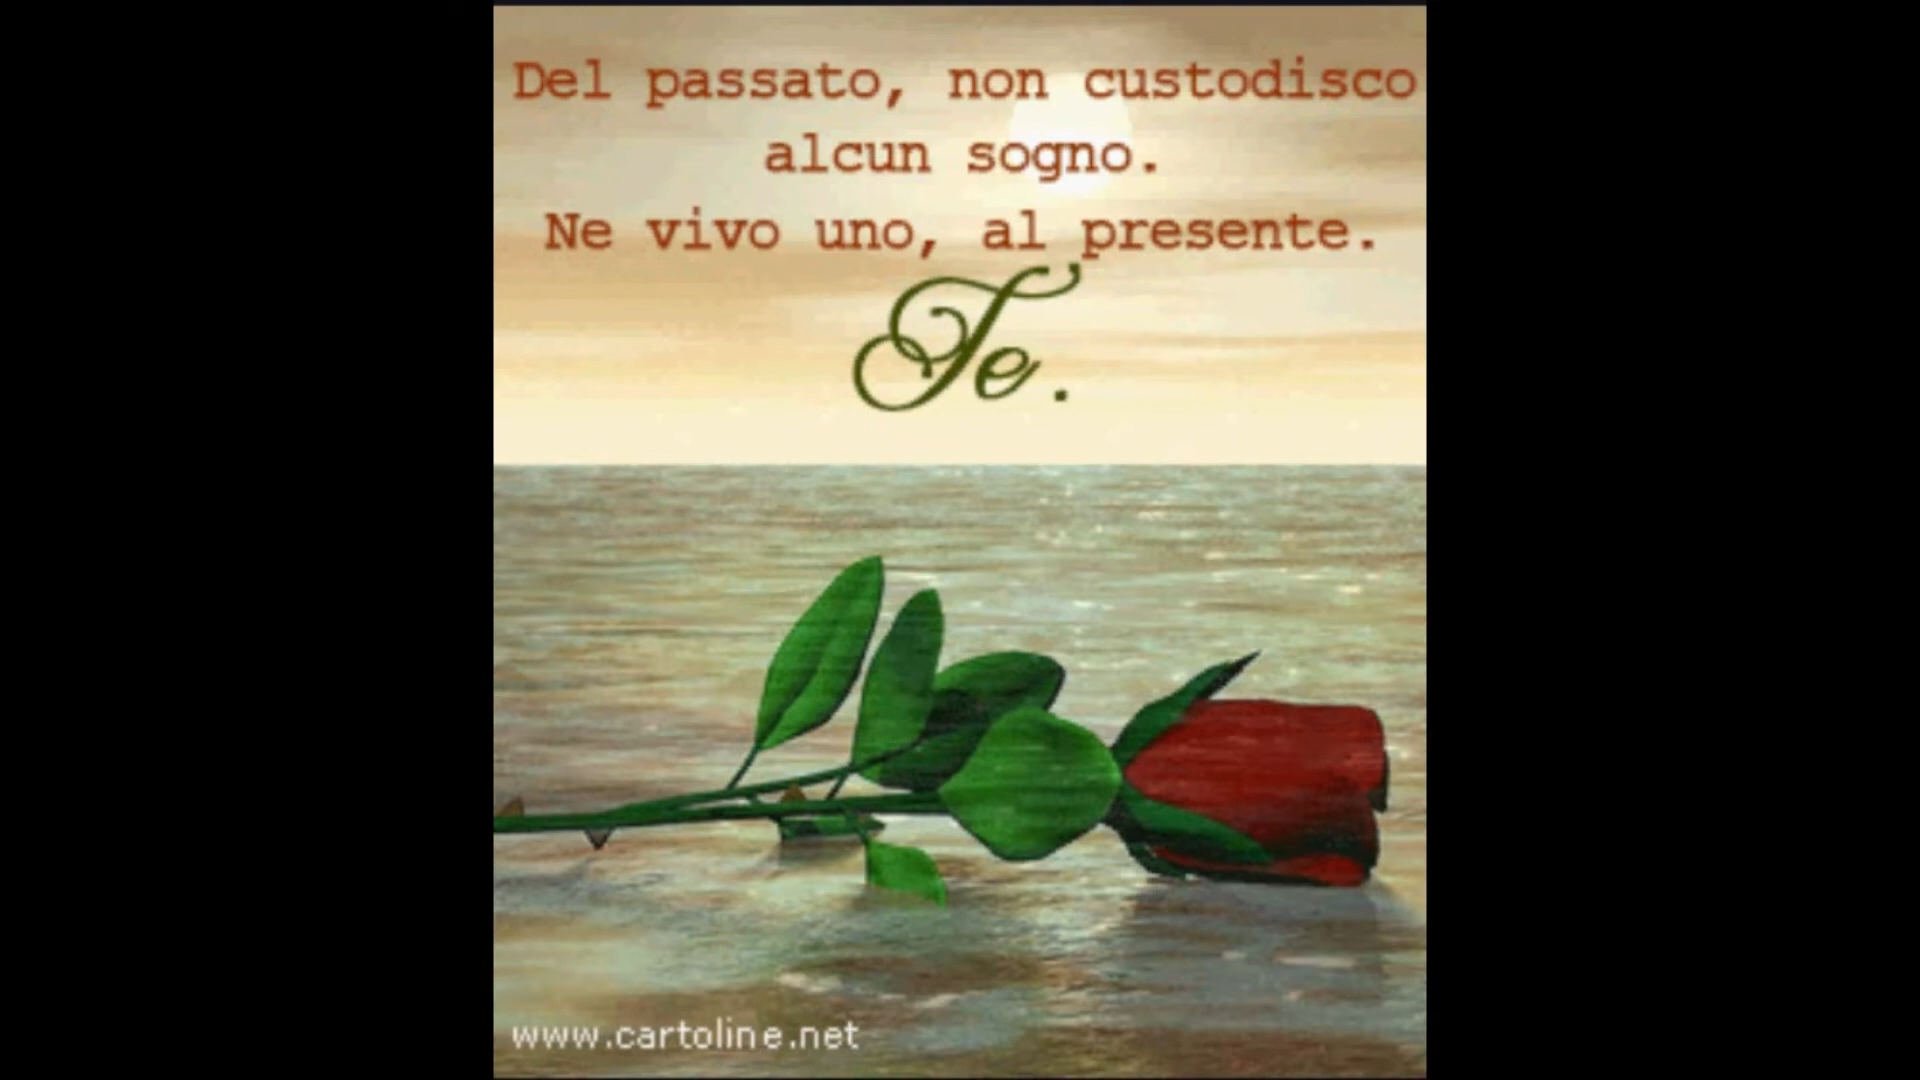 Del passato, non custodisco
alcun sogno.
Ne vivo uno, al presente.
Te.
www.cartoline.net